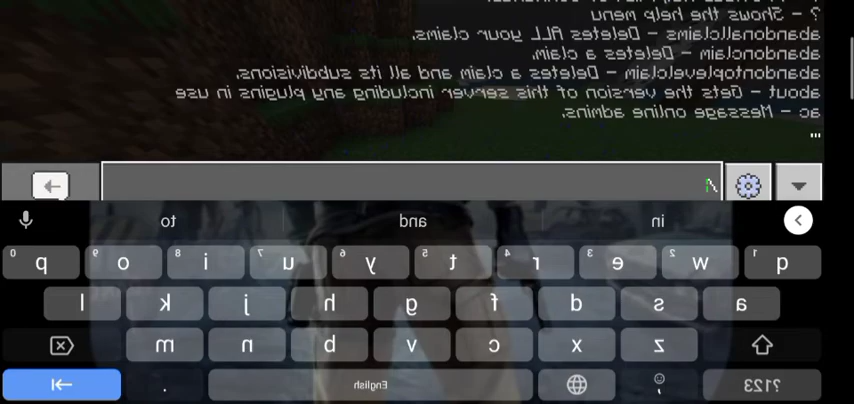 ? - Shows the help menu
abandonallclaims - Deletes ALL your claims.
abandonclaim - Deletes a claim.
abandontoplevelclaim - Deletes a claim and all its subdivisions.
about - Gets the version of this server including any plugins in use
ac - Message online admins.
...
/
in and to
q 1 w 2 e 3 r 4 t 5 y 6 u 7 i 8 o 9 p 0
a s d f g h j k l
z x c v b n m
?123 , English .